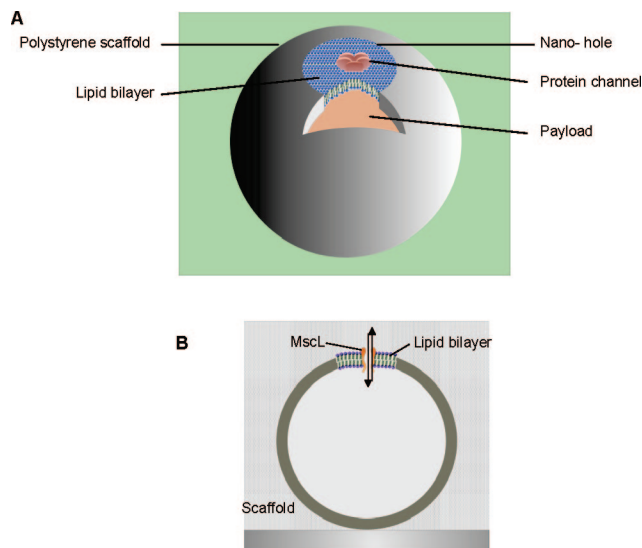 A
Polystyrene scaffold
Nano- hole
Protein channel
Lipid bilayer
Payload
B
MscL
Lipid bilayer
Scaffold